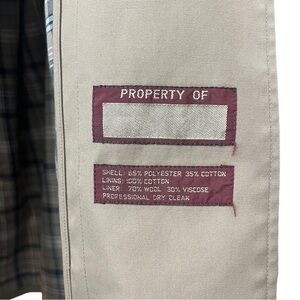 PROPERTY OF
SHELL: 65% POLYESTER 35% COTTON
LINING: 100% COTTON
LINER: 70% WOOL 30% VISCOSE
PROFESSIONAL DRY CLEAN